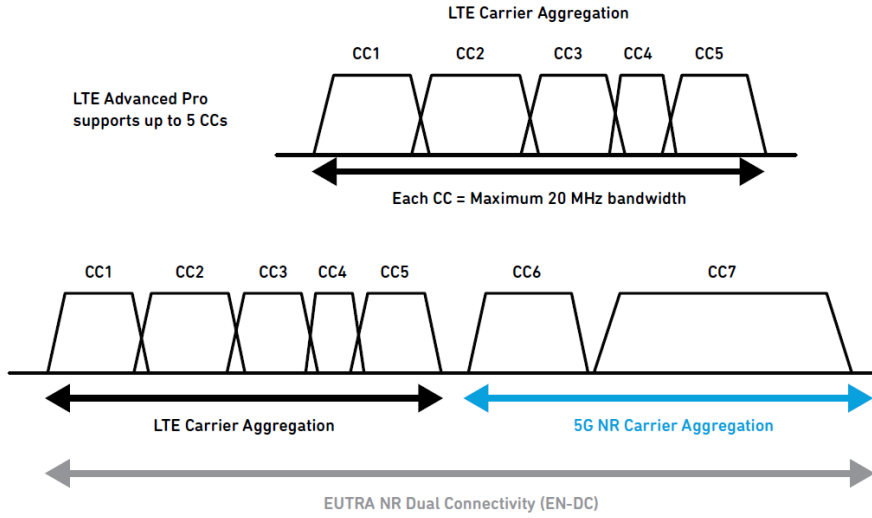 LTE Carrier Aggregation
CC1 CC2 CC3 CC4 CC5
LTE Advanced Pro
supports up to 5 CCs
Each CC = Maximum 20 MHz bandwidth
CC1 CC2 CC3 CC4 CC5 CC6 CC7
LTE Carrier Aggregation 5G NR Carrier Aggregation
EUTRA NR Dual Connectivity (EN-DC)